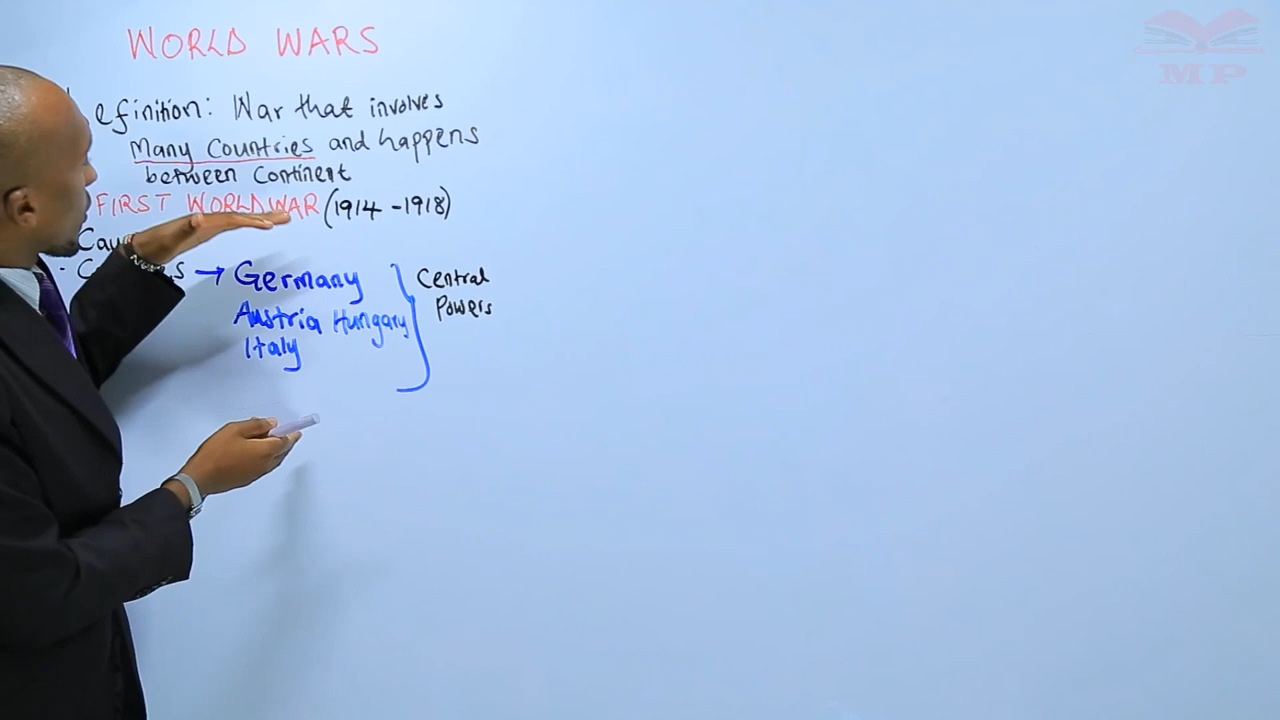 WORLD WARS
MP
efinition: War that involves
Many Countries and happens
between Continent
FIRST WORLD WAR (1914 - 1918)
→ Germany
Austria Hungary
Italy
Central
Powers